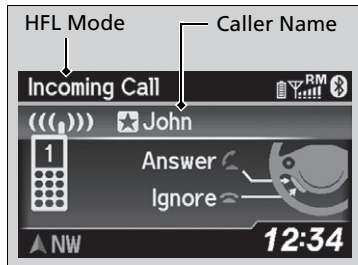 HFL Mode Caller Name
Incoming Call RM
John
1
Answer
Ignore
NW 12:34